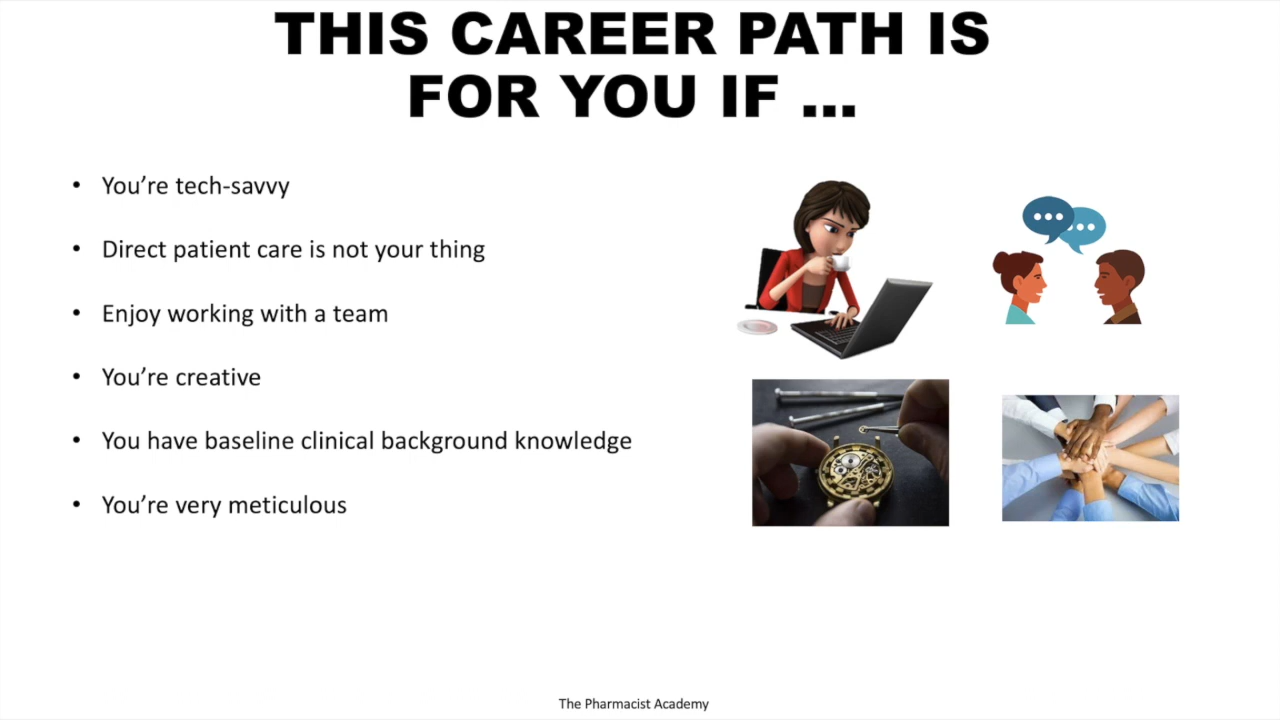 THIS CAREER PATH IS
FOR YOU IF ...
• You’re tech-savvy
• Direct patient care is not your thing
• Enjoy working with a team
• You’re creative
• You have baseline clinical background knowledge
• You’re very meticulous
The Pharmacist Academy